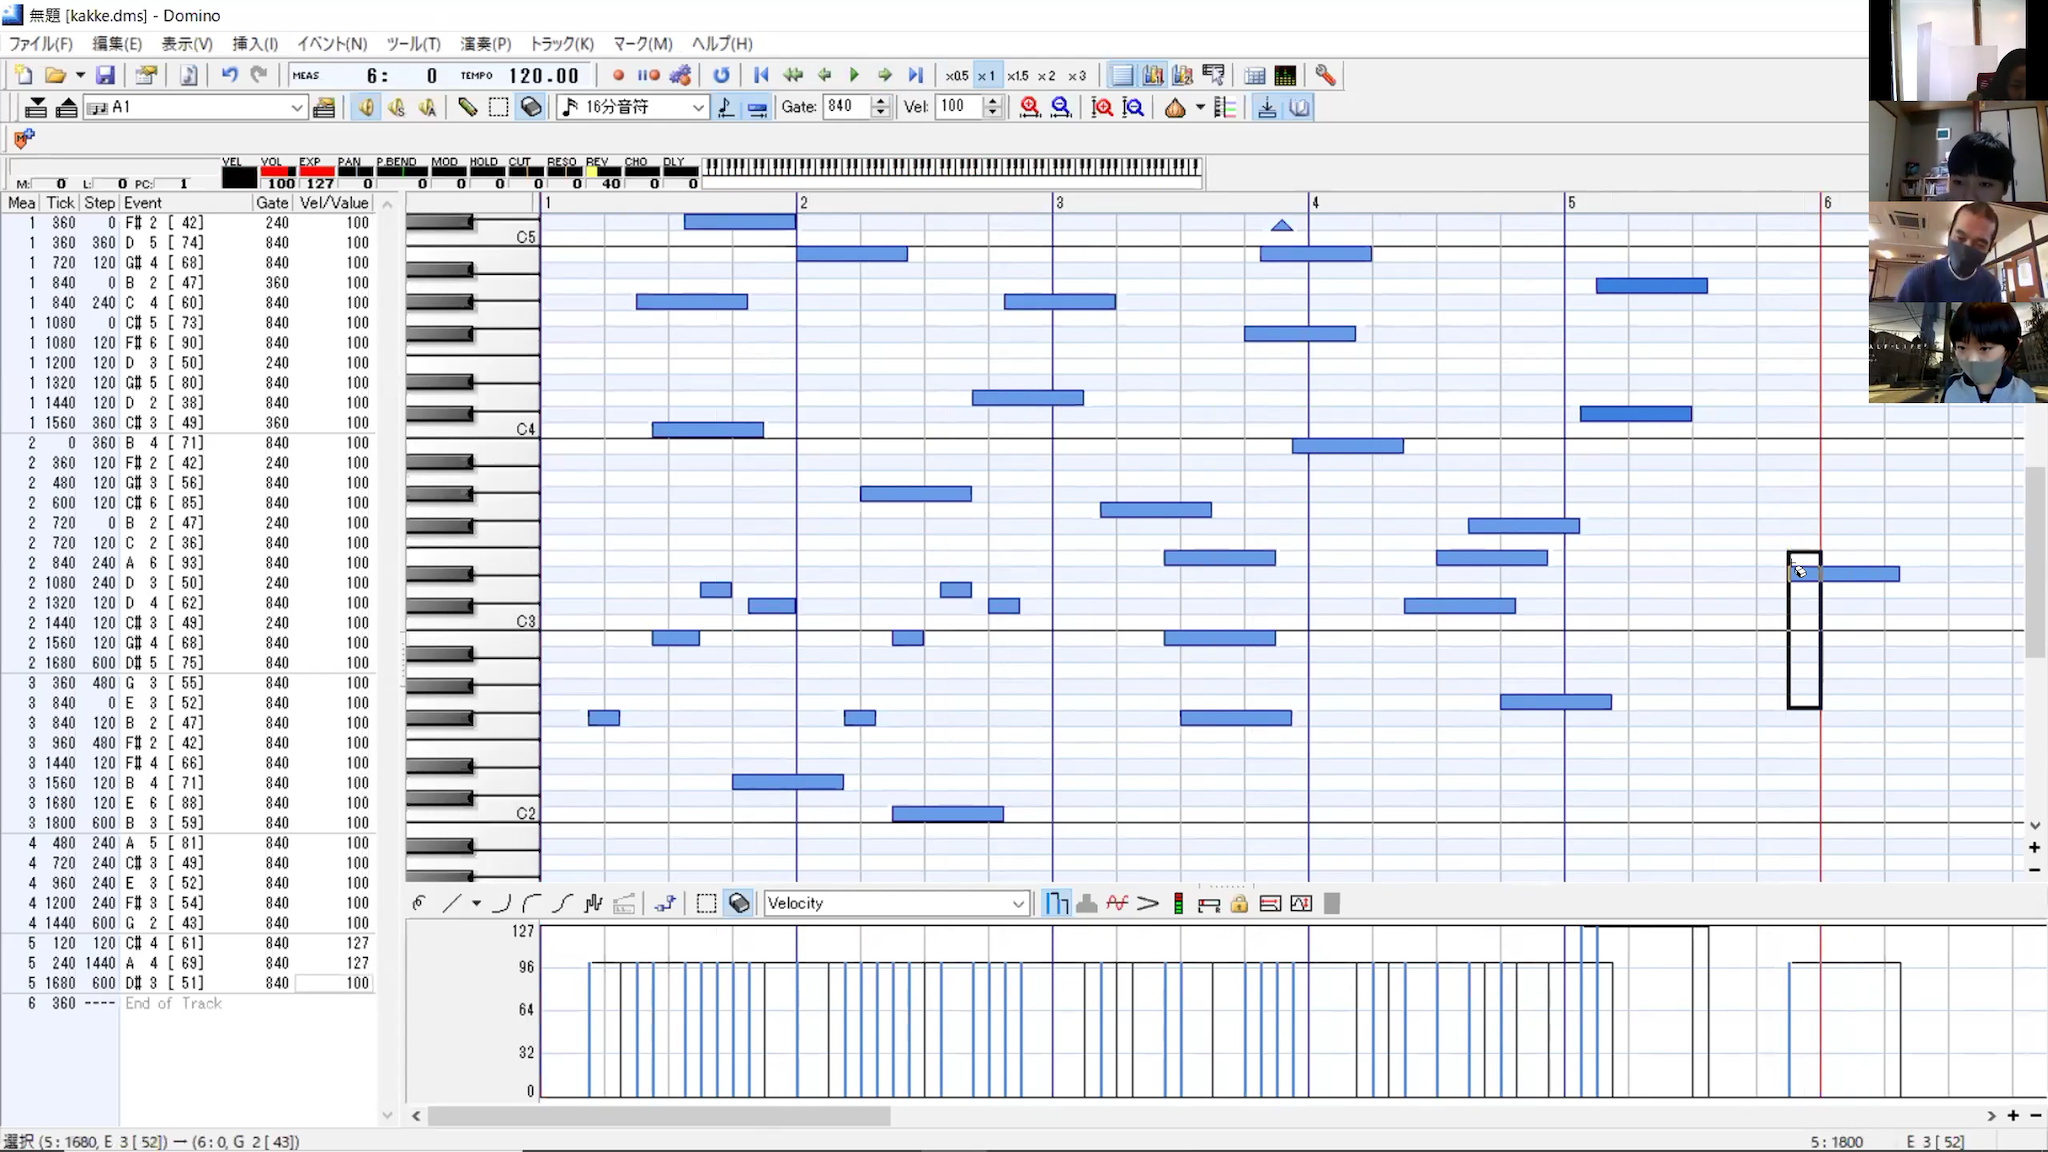 無題 [kakke.dms] - Domino
ファイル(F) 編集(E) 表示(V) 挿入(I) イベント(N) ツール(T) 演奏(P) トラック(K) マーク(M) ヘルプ(H)
MEAS 6: 0 TEMPO 120.00 ×0.5 ×1 ×1.5 ×2 ×3
A1 16分音符 Gate: 840 Vel: 100
VEL VOL EXP PAN P.BEND MOD HOLD CUT RESO REV CHO DLY
M: 0 L: 0 PC: 1 100 127 0 0 0 0 0 0 40 0 0
Mea Tick Step Event Gate Vel/Value
1 360 0 F# 2 [ 42] 240 100
1 360 360 D 5 [ 74] 840 100
1 720 120 G# 4 [ 68] 840 100
1 840 0 B 2 [ 47] 360 100
1 840 240 C 4 [ 60] 840 100
1 1080 0 C# 5 [ 73] 840 100
1 1080 120 F# 6 [ 90] 840 100
1 1200 120 D 3 [ 50] 240 100
1 1320 120 G# 5 [ 80] 840 100
1 1440 120 D 2 [ 38] 840 100
1 1560 360 C# 3 [ 49] 360 100
2 0 360 B 4 [ 71] 840 100
2 360 120 F# 2 [ 42] 240 100
2 480 120 G# 3 [ 56] 840 100
2 600 120 C# 6 [ 85] 840 100
2 720 0 B 2 [ 47] 240 100
2 720 120 C 2 [ 36] 840 100
2 840 240 A 6 [ 93] 840 100
2 1080 240 D 3 [ 50] 240 100
2 1320 120 D 4 [ 62] 840 100
2 1440 120 C# 3 [ 49] 240 100
2 1560 120 G# 4 [ 68] 840 100
2 1680 600 D# 5 [ 75] 840 100
3 360 480 G 3 [ 55] 840 100
3 840 0 E 3 [ 52] 840 100
3 840 120 B 2 [ 47] 840 100
3 960 480 F# 2 [ 42] 840 100
3 1440 120 F# 4 [ 66] 840 100
3 1560 120 B 4 [ 71] 840 100
3 1680 120 E 6 [ 88] 840 100
3 1800 600 B 3 [ 59] 840 100
4 480 240 A 5 [ 81] 840 100
4 720 240 C# 3 [ 49] 840 100
4 960 240 E 3 [ 52] 840 100
4 1200 240 F# 3 [ 54] 840 100
4 1440 600 G 2 [ 43] 840 100
5 120 120 C# 4 [ 61] 840 127
5 240 1440 A 4 [ 69] 840 127
5 1680 600 D# 3 [ 51] 840 100
6 360 ---- End of Track
1 2 3 4 5 6
C5
C4
C3
C2
Velocity
127
96
64
32
0
選択 (5:1680, E 3 [ 52]) ー (6:0, G 2 [ 43]) 5:1800 E 3 [ 52]